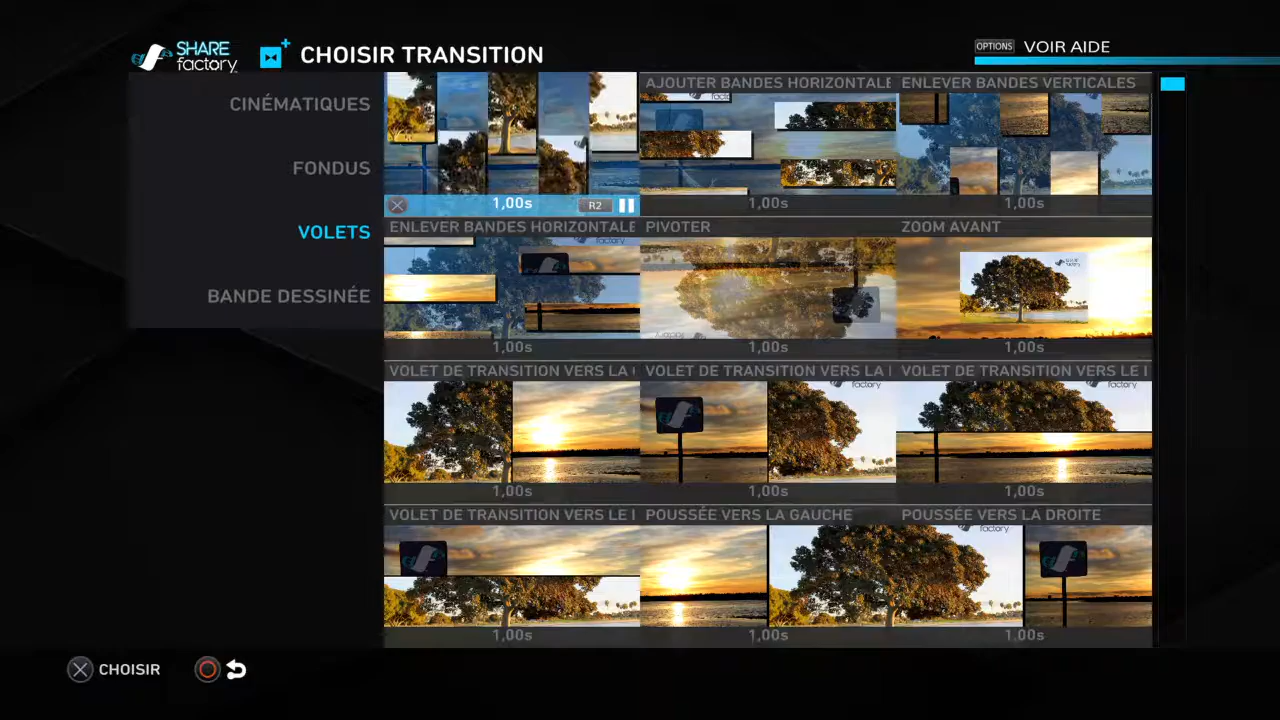 SHARE
factory
CHOISIR TRANSITION
OPTIONS VOIR AIDE
CINÉMATIQUES
FONDUS
VOLETS
BANDE DESSINÉE
AJOUTER BANDES HORIZONTALE
ENLEVER BANDES VERTICALES
1,00s R2
1,00s
1,00s
ENLEVER BANDES HORIZONTALE
PIVOTER
ZOOM AVANT
1,00s
1,00s
1,00s
VOLET DE TRANSITION VERS LA
VOLET DE TRANSITION VERS LA
VOLET DE TRANSITION VERS LE
factory
factory
1,00s
1,00s
1,00s
VOLET DE TRANSITION VERS LE
POUSSÉE VERS LA GAUCHE
POUSSÉE VERS LA DROITE
factory
1,00s
1,00s
1,00s
CHOISIR